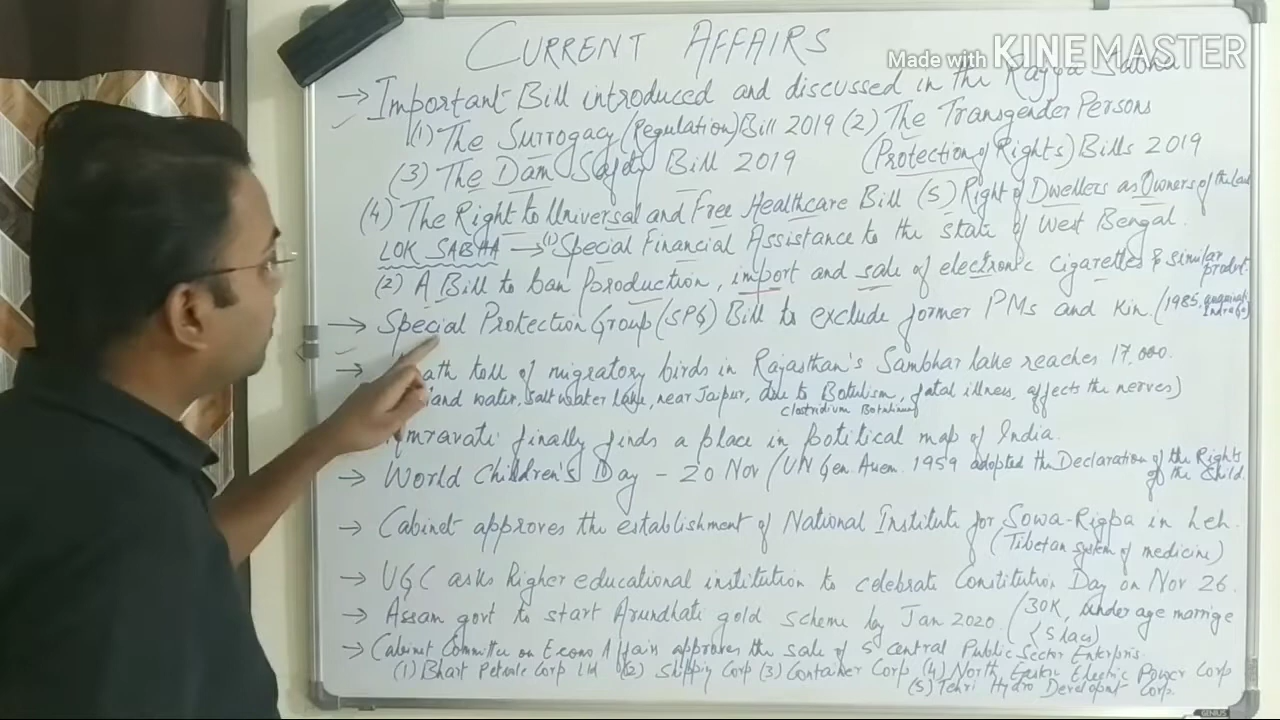 CURRENT AFFAIRS
Made with KINEMASTER
→ Important Bill introduced and discussed in the Rajya Sabha
(1) The Surrogacy (Regulation) Bill 2019 (2) The Transgender Persons
(3) The Dam Safety Bill 2019 (Protection of Rights) Bills 2019
(4) The Right to Universal and Free Healthcare Bill (5) Right of Dwellers as Owners of the
LOK SABHA → (1) Special Financial Assistance to the state of West Bengal.
(2) A Bill to ban production, import and sale of electronic cigarettes & similar product.
→ Special Protection Group (SPG) Bill to exclude former PMs and kin (1985,
→ ath toll of migratory birds in Rajasthan's Sambhar lake reaches 17,000.
land water, salt water lake, near Jaipur, due to Botulism, fatal illness, affects the nerves)
Clostridium Botulinum
Amravati finally finds a place in potitical map of India.
→ World Children's Day - 20 Nov (UN Gen. Assem. 1959 adopted the Declaration of the Rights
of the Child.
→ Cabinet approves the establishment of National Institute for Sowa-Rigpa in Leh.
(Tibetan system of medicine)
→ UGC asks Higher educational institution to celebrate Constitution Day on Nov 26.
→ Assam govt to start Arundhati gold scheme by Jan 2020 (30K, under age marrige
<5 lacs)
→ Cabinet Committee on Econo Affairs approves the sale of 5 central Public Sector Enterpris.
(1) Bhart Petrole Corp Ltd (2) Shipping Corp (3) Container Corp (4) North Eastern Electric Power Corp
(5) Tehri Hydro Developmt Corp.
GENIUS